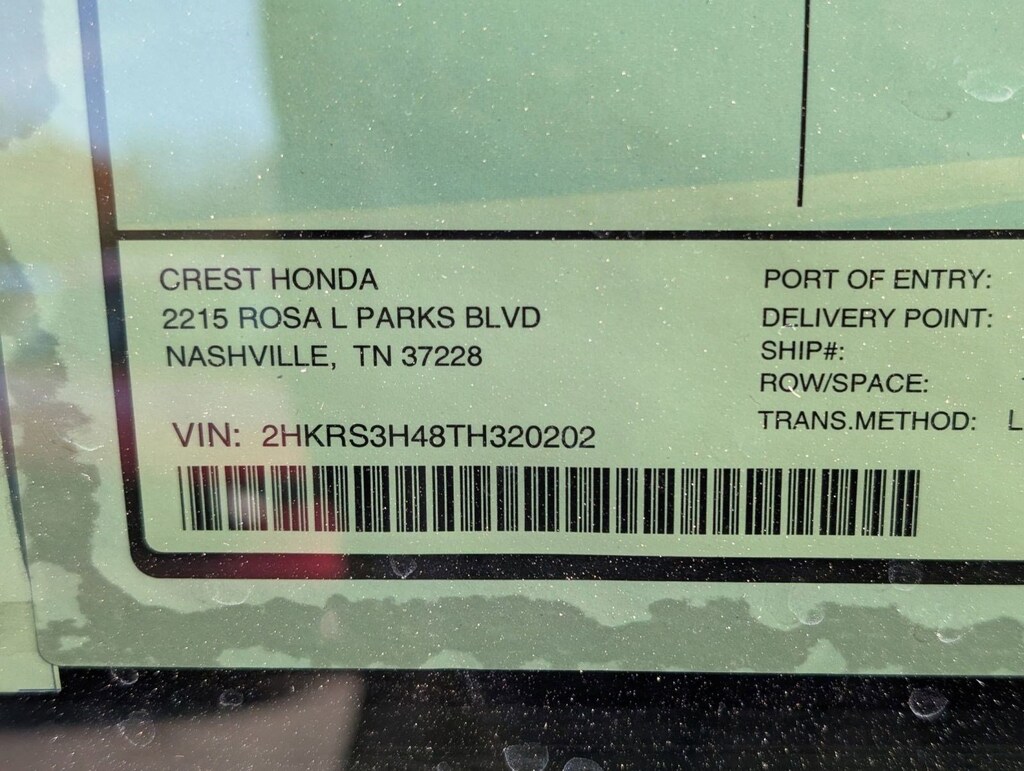 CREST HONDA
2215 ROSA L PARKS BLVD
NASHVILLE, TN 37228
VIN: 2HKRS3H48TH320202
PORT OF ENTRY:
DELIVERY POINT:
SHIP#:
ROW/SPACE:
TRANS.METHOD: L